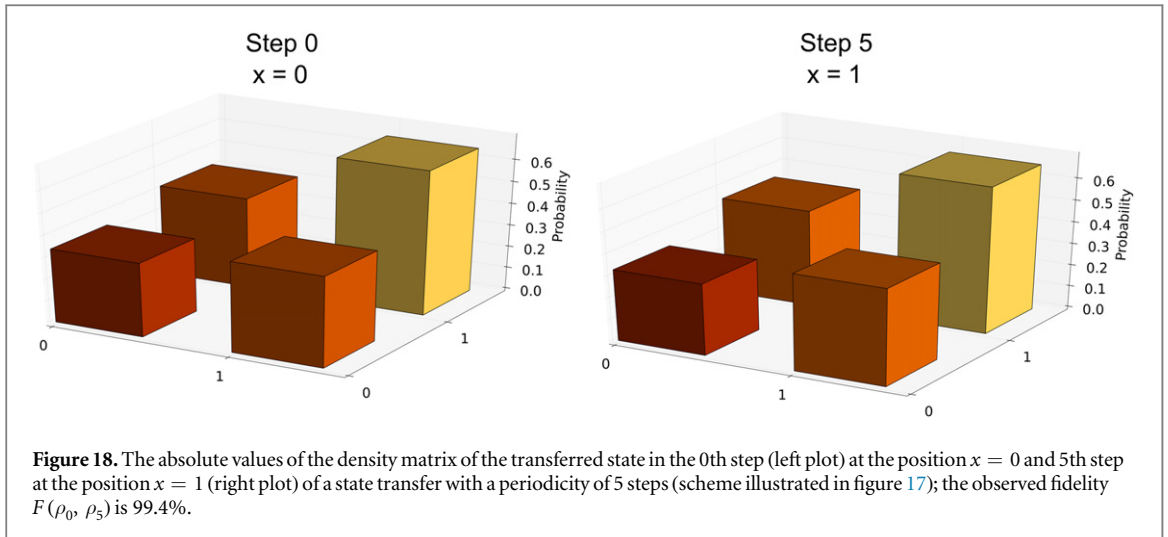 Step 0
x = 0
Step 5
x = 1
0.6
0.5
0.4
0.3
0.2
0.1
0.0
Probability
0
1
0
1
0.6
0.5
0.4
0.3
0.2
0.1
0.0
Probability
0
1
0
1
Figure 18. The absolute values of the density matrix of the transferred state in the 0th step (left plot) at the position x = 0 and 5th step
at the position x = 1 (right plot) of a state transfer with a periodicity of 5 steps (scheme illustrated in figure 17); the observed fidelity
F(ρ₀, ρ₅) is 99.4%.